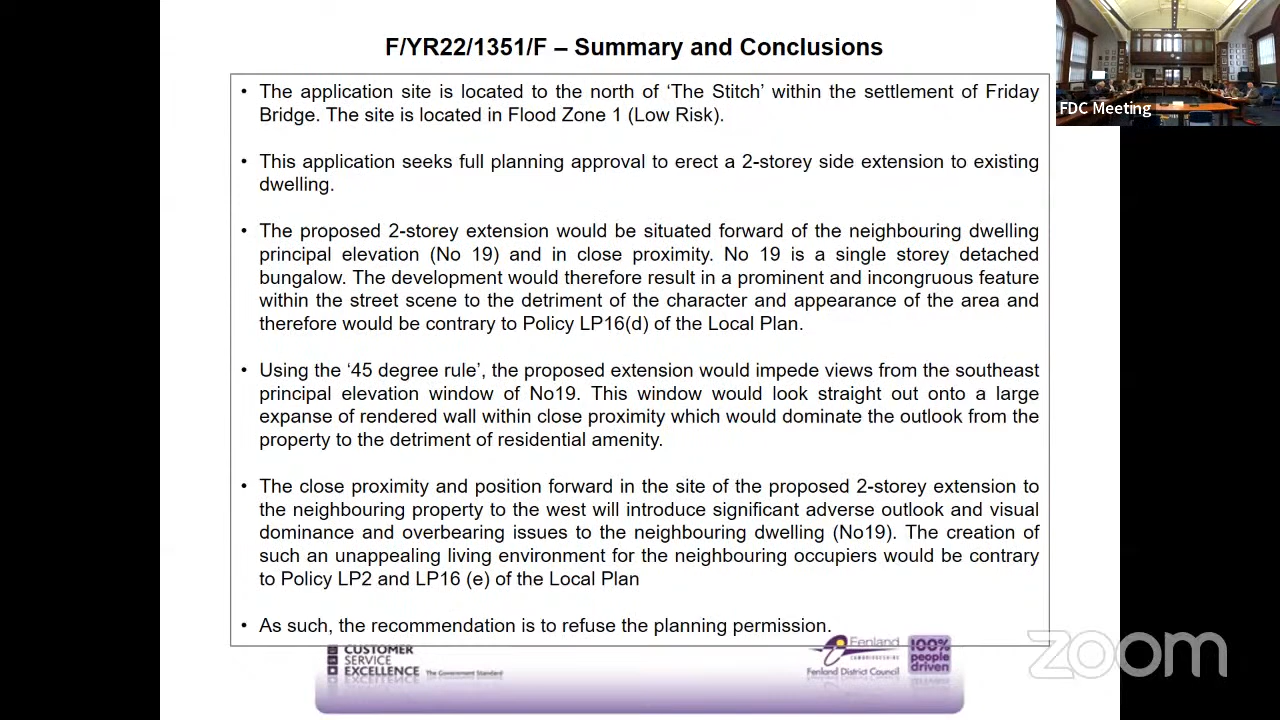 F/YR22/1351/F – Summary and Conclusions
FDC Meeting
• The application site is located to the north of ‘The Stitch’ within the settlement of Friday
Bridge. The site is located in Flood Zone 1 (Low Risk).
• This application seeks full planning approval to erect a 2-storey side extension to existing
dwelling.
• The proposed 2-storey extension would be situated forward of the neighbouring dwelling
principal elevation (No 19) and in close proximity. No 19 is a single storey detached
bungalow. The development would therefore result in a prominent and incongruous feature
within the street scene to the detriment of the character and appearance of the area and
therefore would be contrary to Policy LP16(d) of the Local Plan.
• Using the ‘45 degree rule’, the proposed extension would impede views from the southeast
principal elevation window of No19. This window would look straight out onto a large
expanse of rendered wall within close proximity which would dominate the outlook from the
property to the detriment of residential amenity.
• The close proximity and position forward in the site of the proposed 2-storey extension to
the neighbouring property to the west will introduce significant adverse outlook and visual
dominance and overbearing issues to the neighbouring dwelling (No19). The creation of
such an unappealing living environment for the neighbouring occupiers would be contrary
to Policy LP2 and LP16 (e) of the Local Plan
• As such, the recommendation is to refuse the planning permission.
CUSTOMER
SERVICE
EXCELLENCE The Government Standard
Fenland
CAMBRIDGESHIRE
Fenland District Council
100%
people
driven
zoom